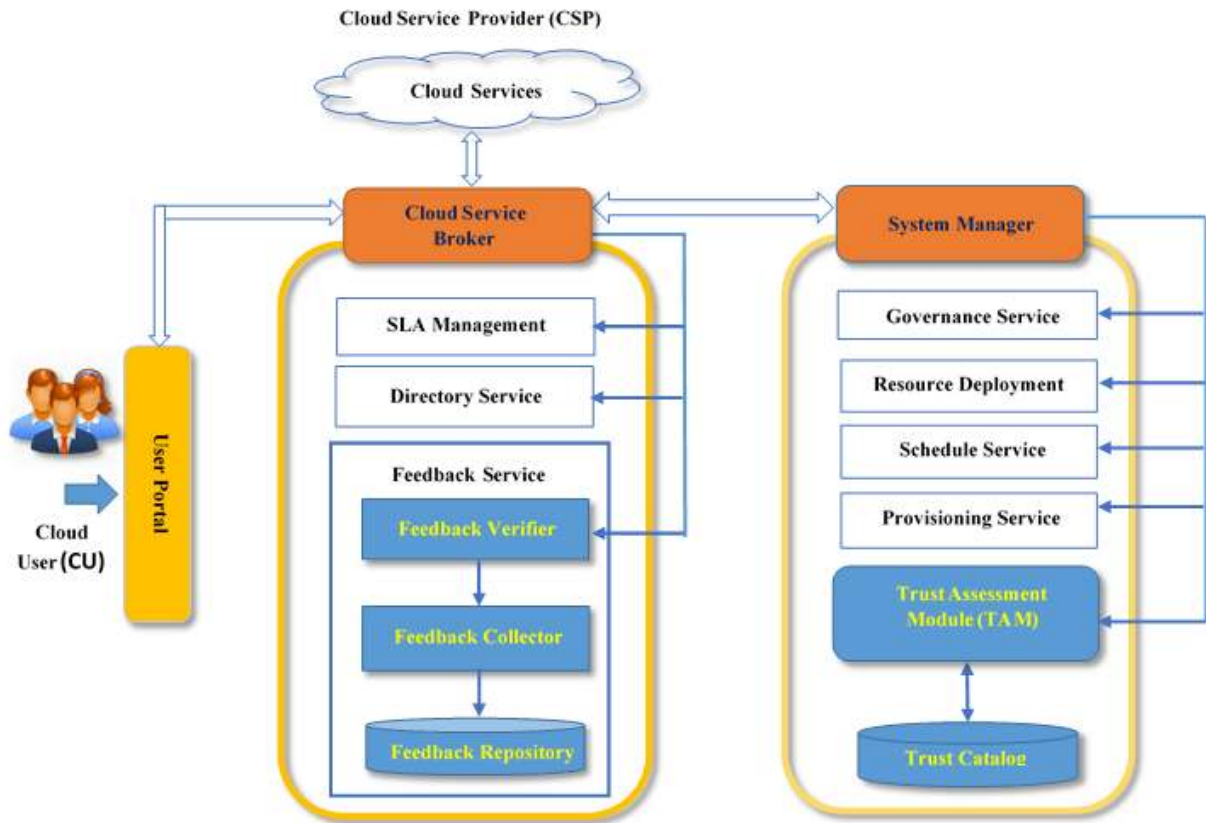 Cloud Service Provider (CSP)
Cloud Services
Cloud Service
Broker
System Manager
SLA Management
Directory Service
Feedback Service
Feedback Verifier
Feedback Collector
Feedback Repository
Governance Service
Resource Deployment
Schedule Service
Provisioning Service
Trust Assessment
Module (TAM)
Trust Catalog
User Portal
Cloud
User (CU)